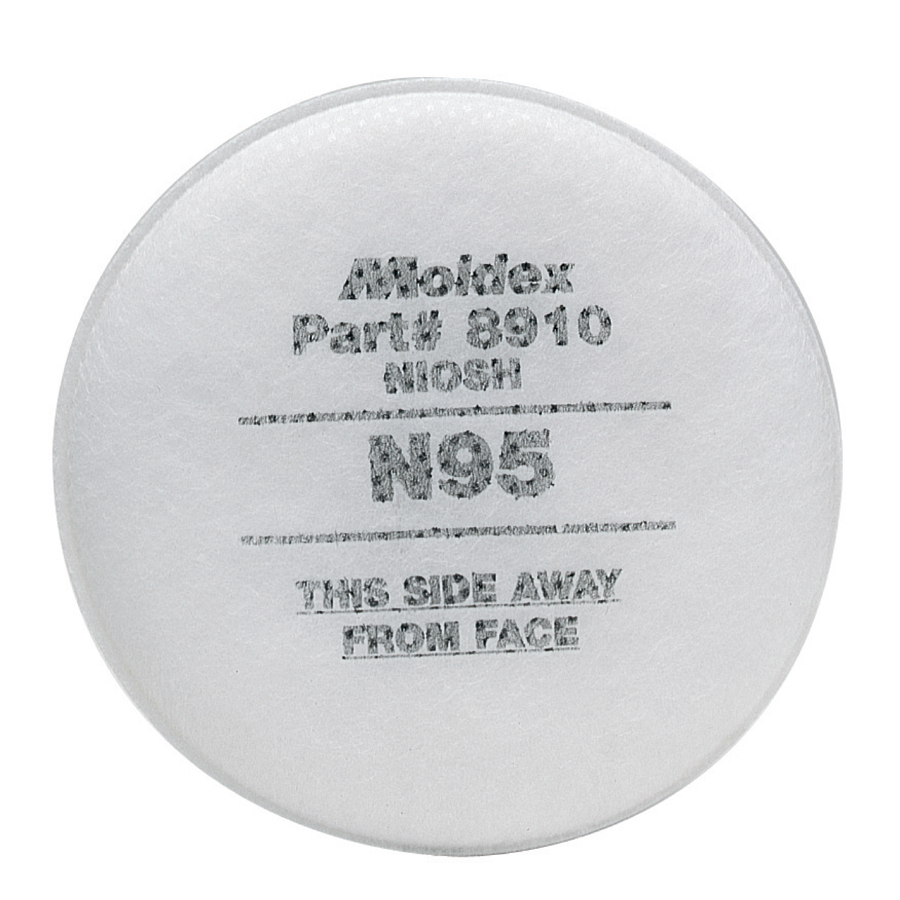 Moldex
Part# 8910
NIOSH
N95
THIS SIDE AWAY
FROM FACE